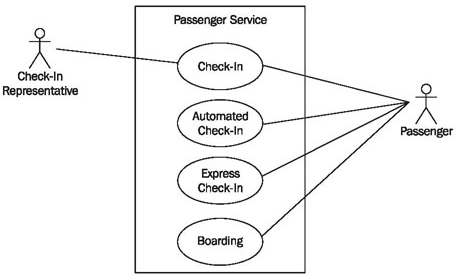 Passenger Service
Check-In
Representative
Check-In
Automated
Check-In
Express
Check-In
Boarding
Passenger